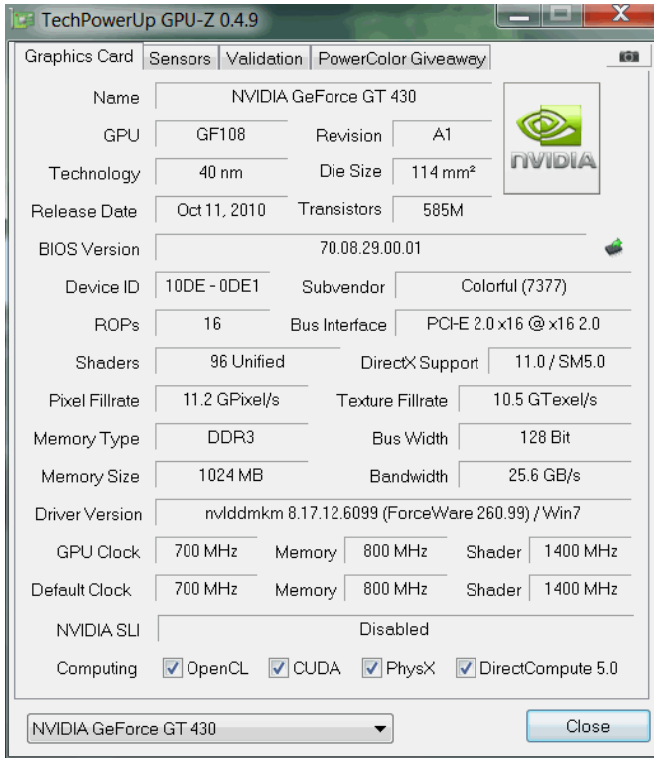 TechPowerUp GPU-Z 0.4.9
Graphics Card Sensors Validation PowerColor Giveaway
Name NVIDIA GeForce GT 430
NVIDIA
GPU GF108 Revision A1
Technology 40 nm Die Size 114 mm²
Release Date Oct 11, 2010 Transistors 585M
BIOS Version 70.08.29.00.01
Device ID 10DE - 0DE1 Subvendor Colorful (7377)
ROPs 16 Bus Interface PCI-E 2.0 x16 @ x16 2.0
Shaders 96 Unified DirectX Support 11.0 / SM5.0
Pixel Fillrate 11.2 GPixel/s Texture Fillrate 10.5 GTexel/s
Memory Type DDR3 Bus Width 128 Bit
Memory Size 1024 MB Bandwidth 25.6 GB/s
Driver Version nvlddmkm 8.17.12.6099 (ForceWare 260.99) / Win7
GPU Clock 700 MHz Memory 800 MHz Shader 1400 MHz
Default Clock 700 MHz Memory 800 MHz Shader 1400 MHz
NVIDIA SLI Disabled
Computing OpenCL CUDA PhysX DirectCompute 5.0
NVIDIA GeForce GT 430 Close